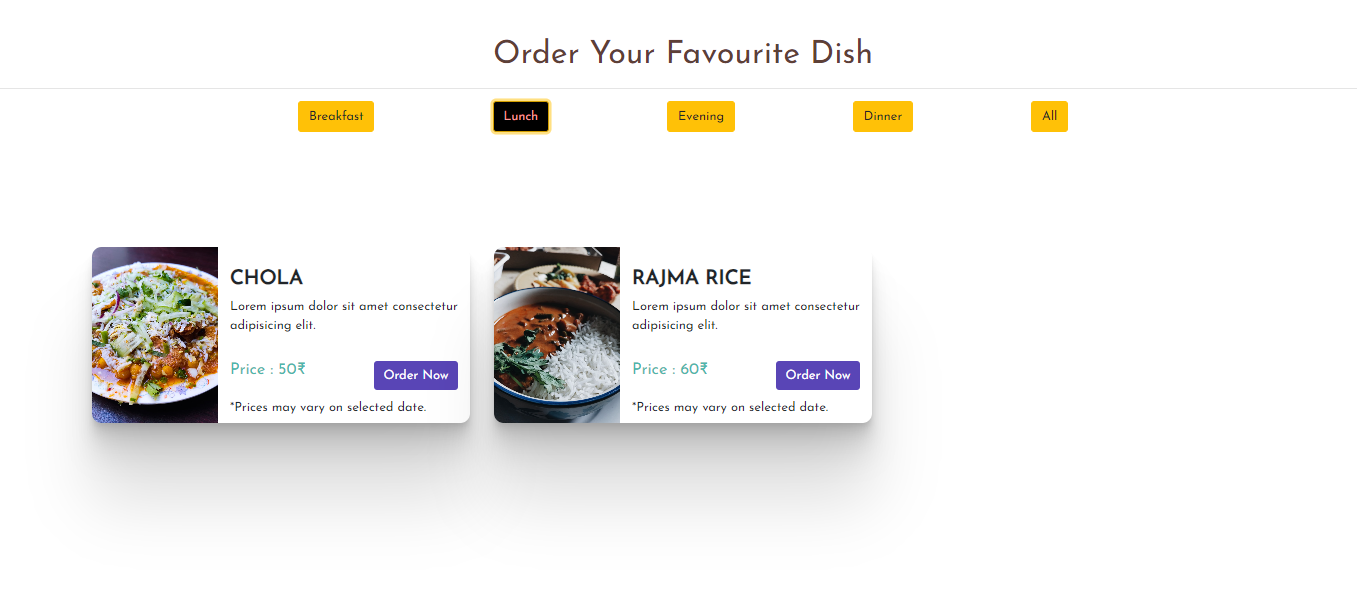 Order Your Favourite Dish
Breakfast
Lunch
Evening
Dinner
All
CHOLA
Lorem ipsum dolor sit amet consectetur
adipisicing elit.
Price : 50₹
Order Now
*Prices may vary on selected date.
RAJMA RICE
Lorem ipsum dolor sit amet consectetur
adipisicing elit.
Price : 60₹
Order Now
*Prices may vary on selected date.